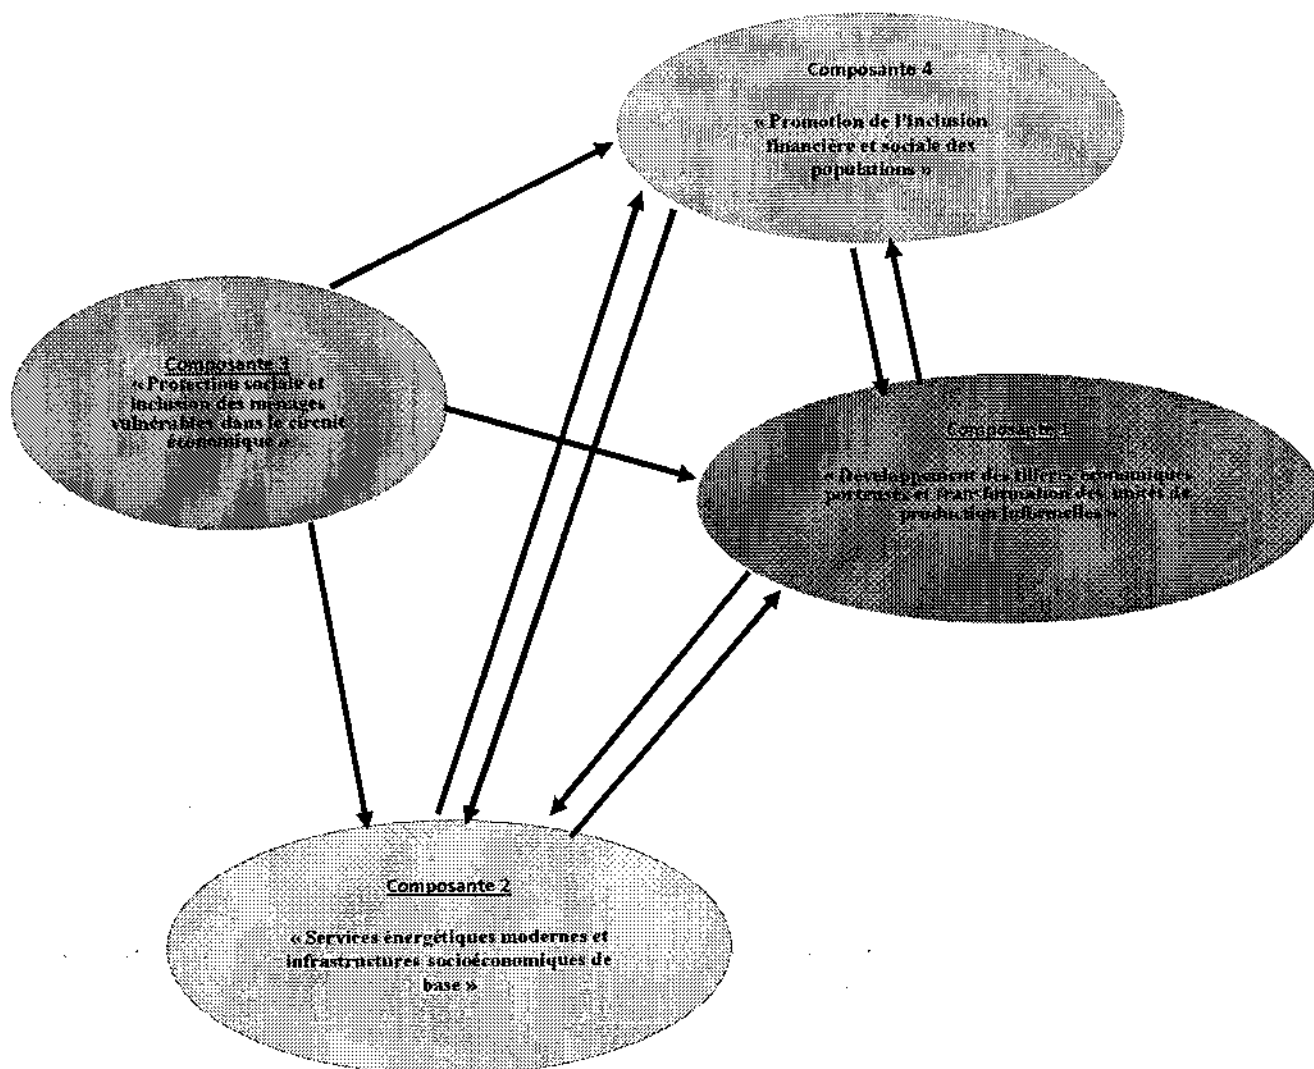 Composante 4
« Promotion de l'inclusion
financière et sociale des
populations »
Composante 3
« Protection sociale et
inclusion des ménages
vulnérables dans le circuit
économique »
Composante 1
« Développement des filières économiques
porteuses et transformation des unités de
production informelles »
Composante 2
« Services énergétiques modernes et
infrastructures socioéconomiques de
base »